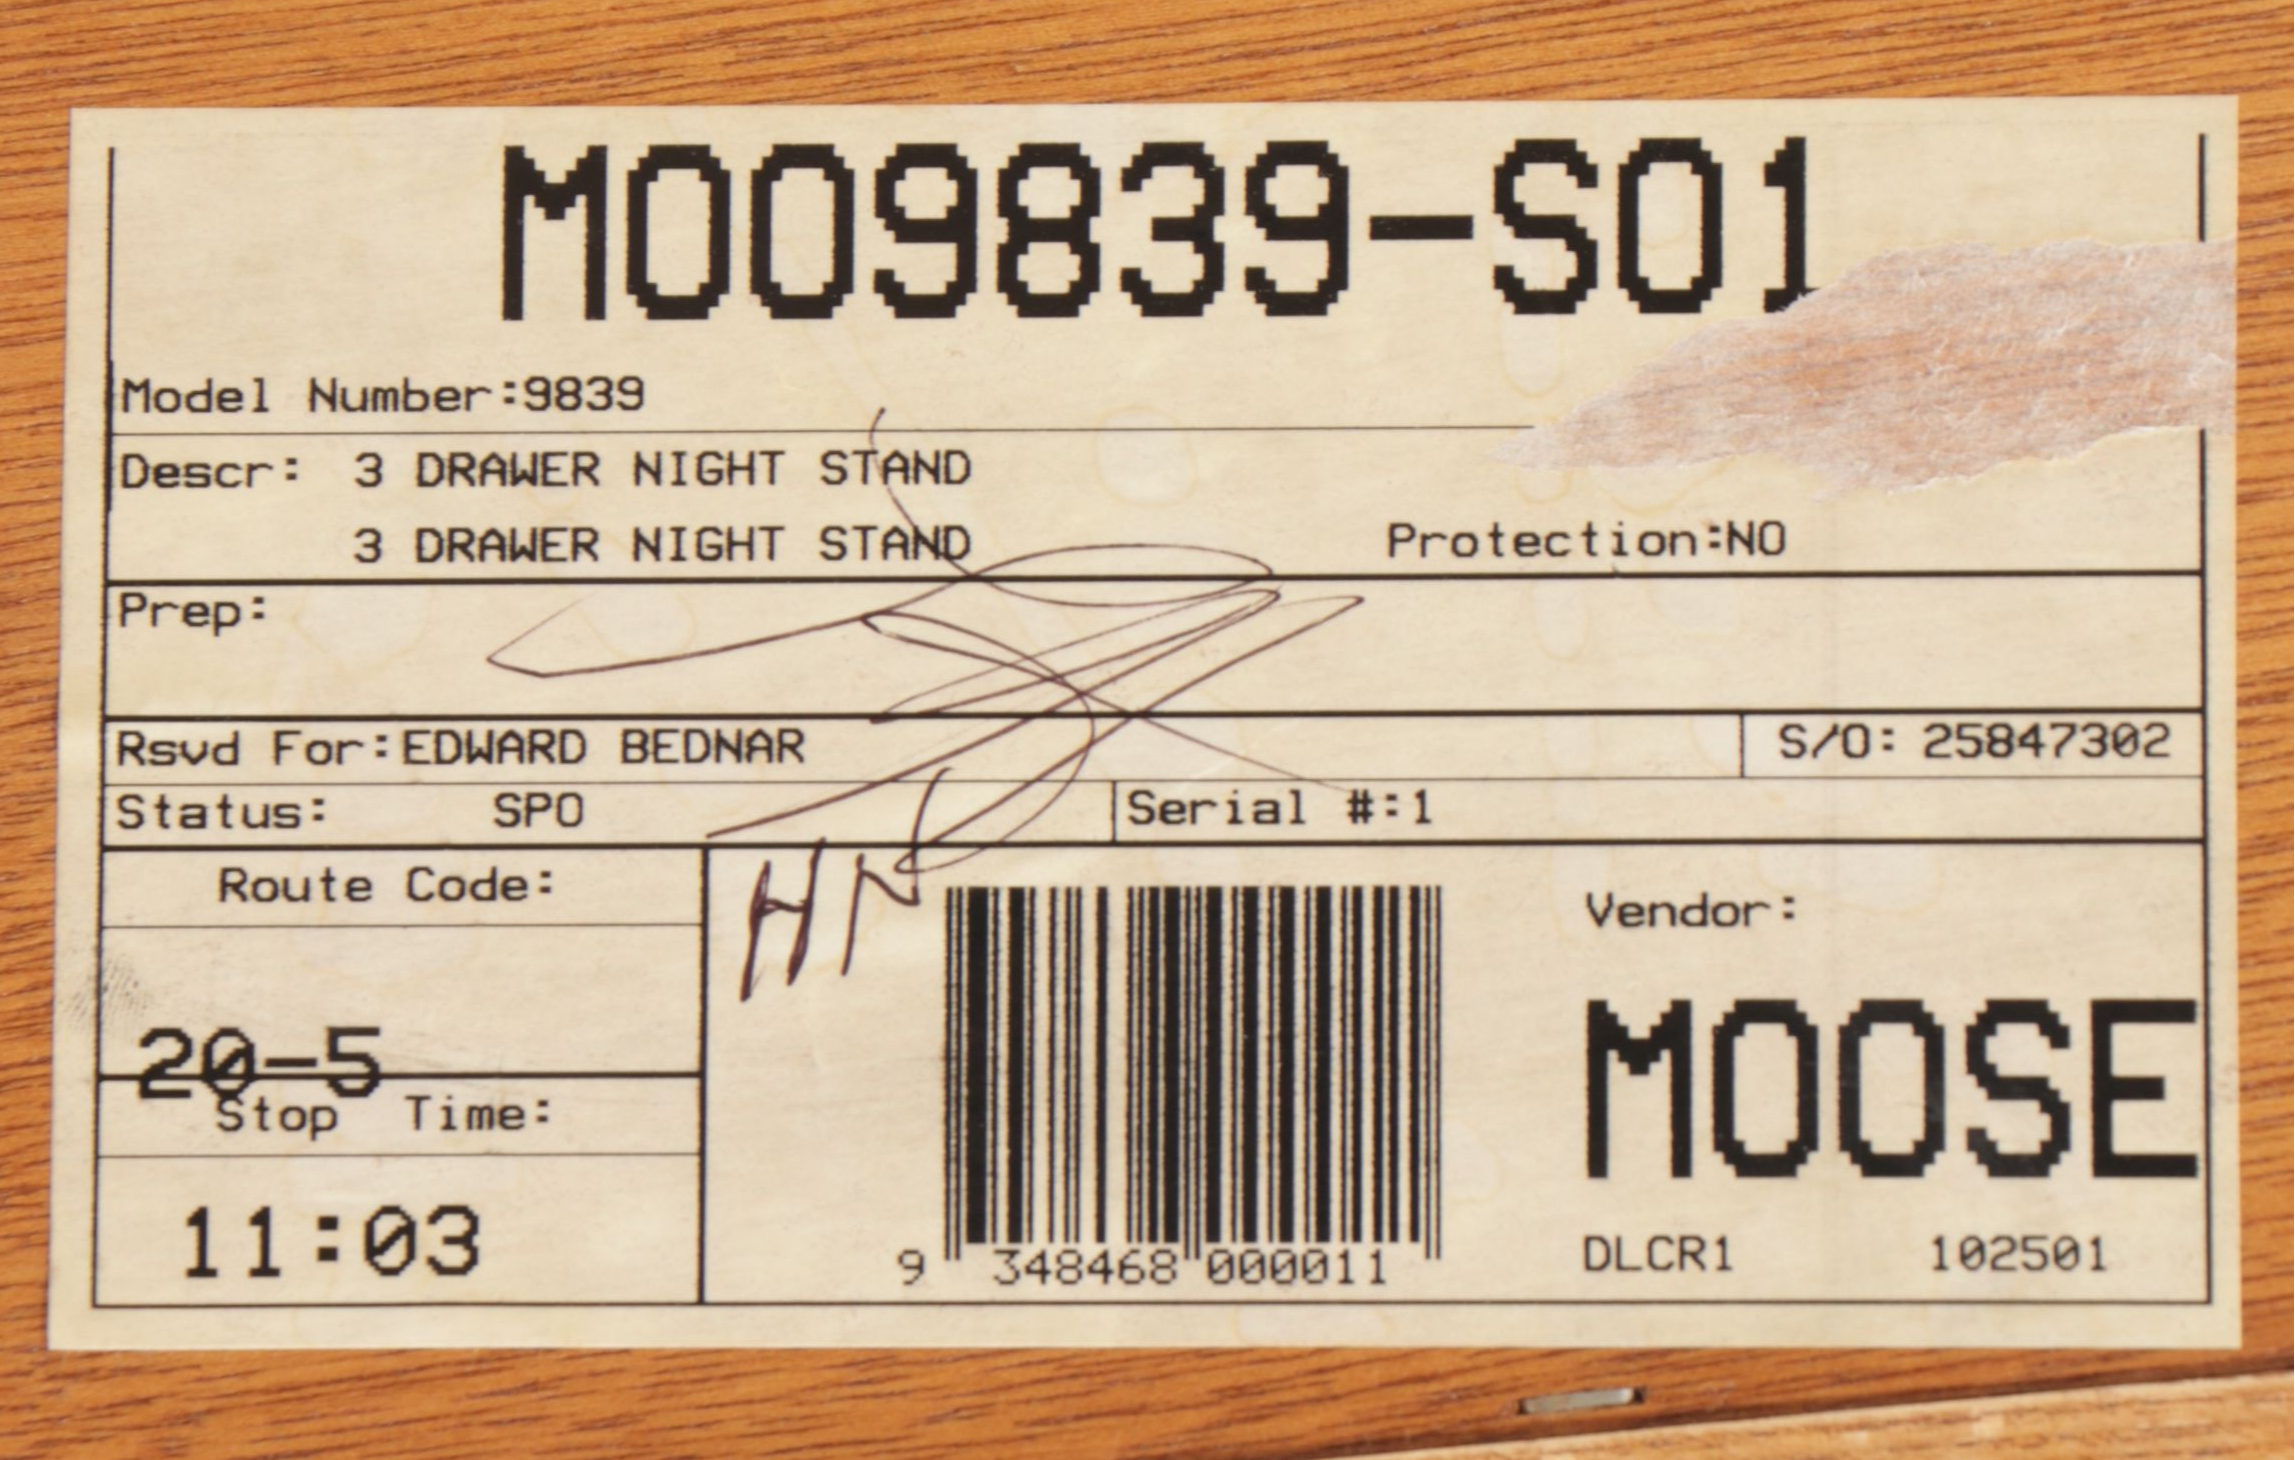 MOO9839-S01
Model Number:9839
Descr: 3 DRAWER NIGHT STAND
3 DRAWER NIGHT STAND Protection:NO
Prep:
Rsvd For:EDWARD BEDNAR S/O: 25847302
Status: SPO Serial #:1
HN
Route Code:
20-5
Stop Time:
11:03
9 348468 000011
Vendor:
MOOSE
DLCR1 102501